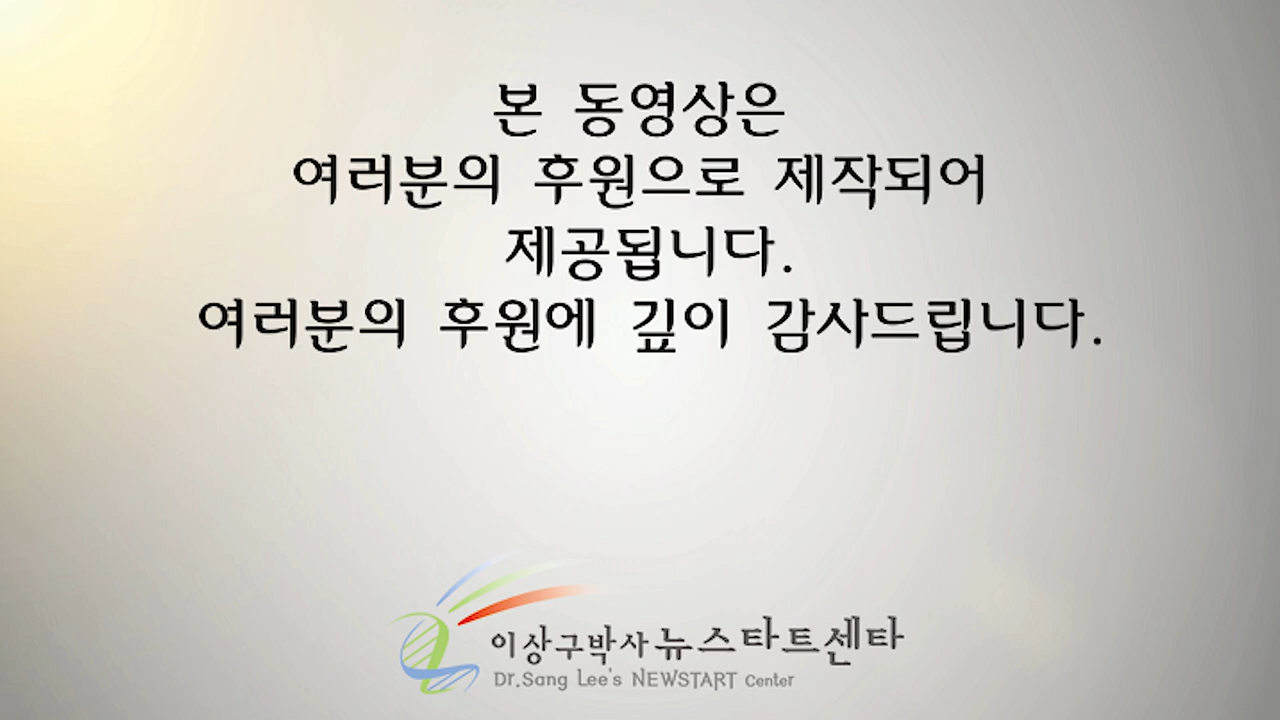 본 동영상은
여러분의 후원으로 제작되어
제공됩니다.
여러분의 후원에 깊이 감사드립니다.
이상구박사 뉴스타트센타
Dr.Sang Lee's NEWSTART Center